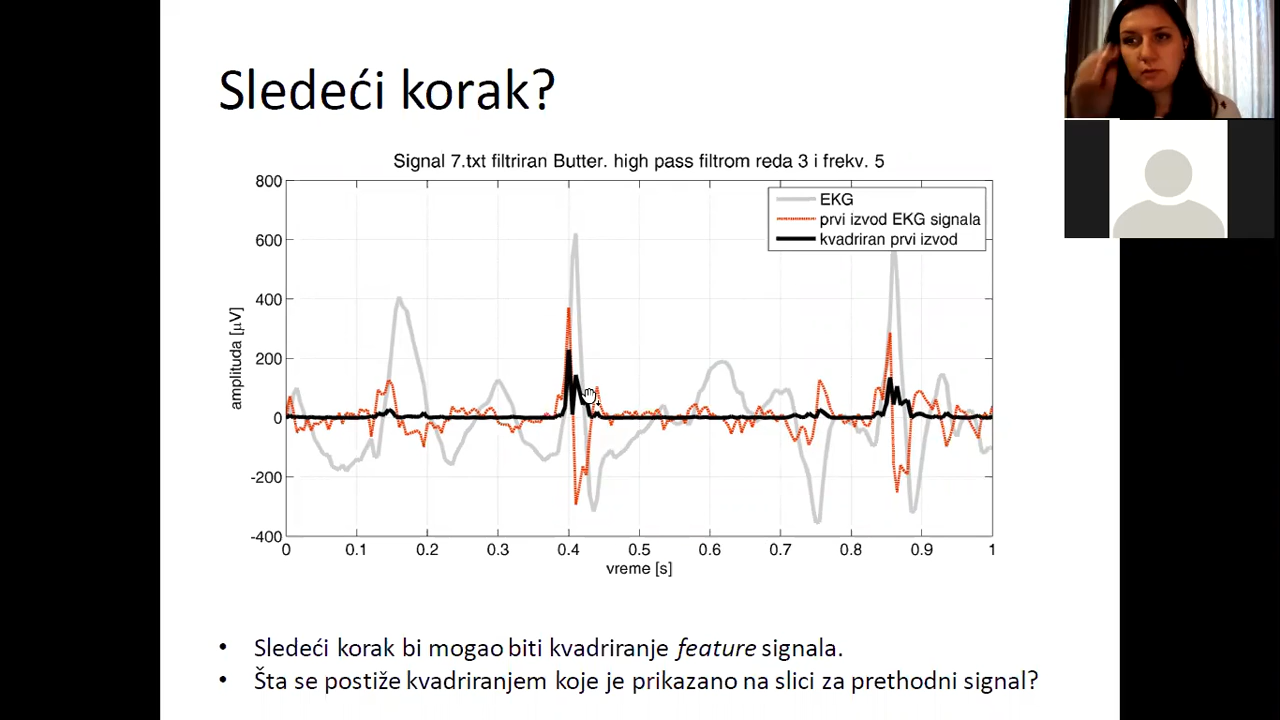 Sledeći korak?
Signal 7.txt filtriran Butter. high pass filtrom reda 3 i frekv. 5
EKG
prvi izvod EKG signala
kvadriran prvi izvod
amplituda [μV]
800
600
400
200
0
-200
-400
0 0.1 0.2 0.3 0.4 0.5 0.6 0.7 0.8 0.9 1
vreme [s]
• Sledeći korak bi mogao biti kvadriranje feature signala.
• Šta se postiže kvadriranjem koje je prikazano na slici za prethodni signal?